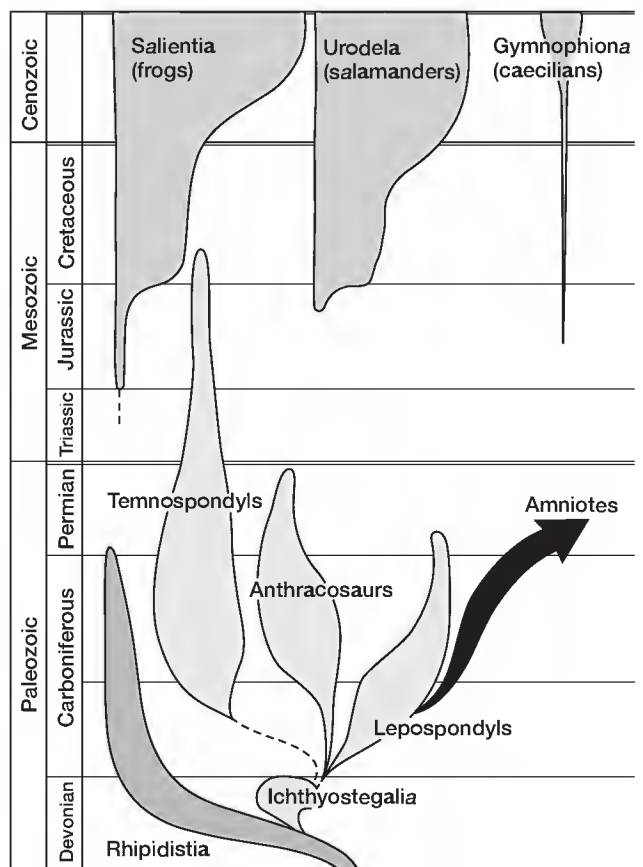 Salientia
(frogs)
Urodela
(salamanders)
Gymnophiona
(caecilians)
Cenozoic
Mesozoic
Cretaceous
Jurassic
Triassic
Paleozoic
Permian
Carboniferous
Devonian
Temnospondyls
Amniotes
Anthracosaurs
Lepospondyls
Ichthyostegalia
Rhipidistia